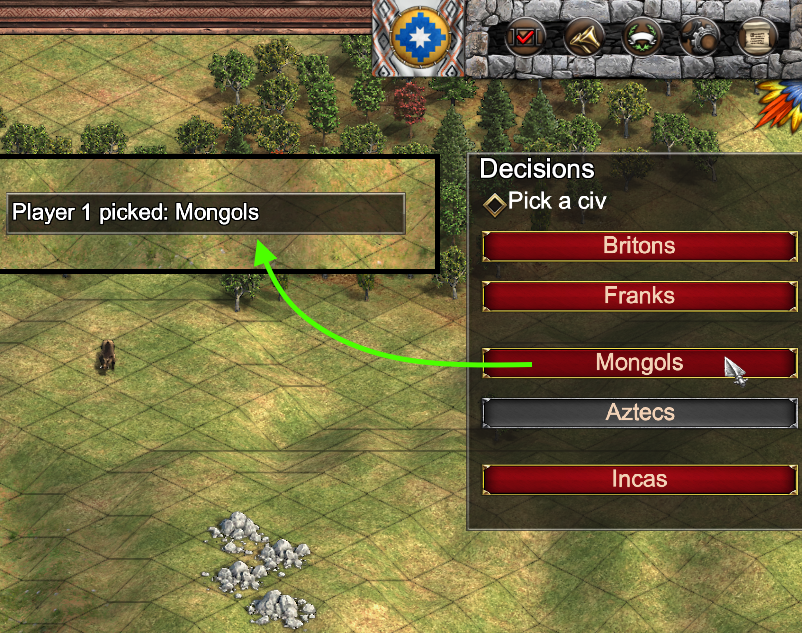 Player 1 picked: Mongols
Decisions
Pick a civ
Britons
Franks
Mongols
Aztecs
Incas